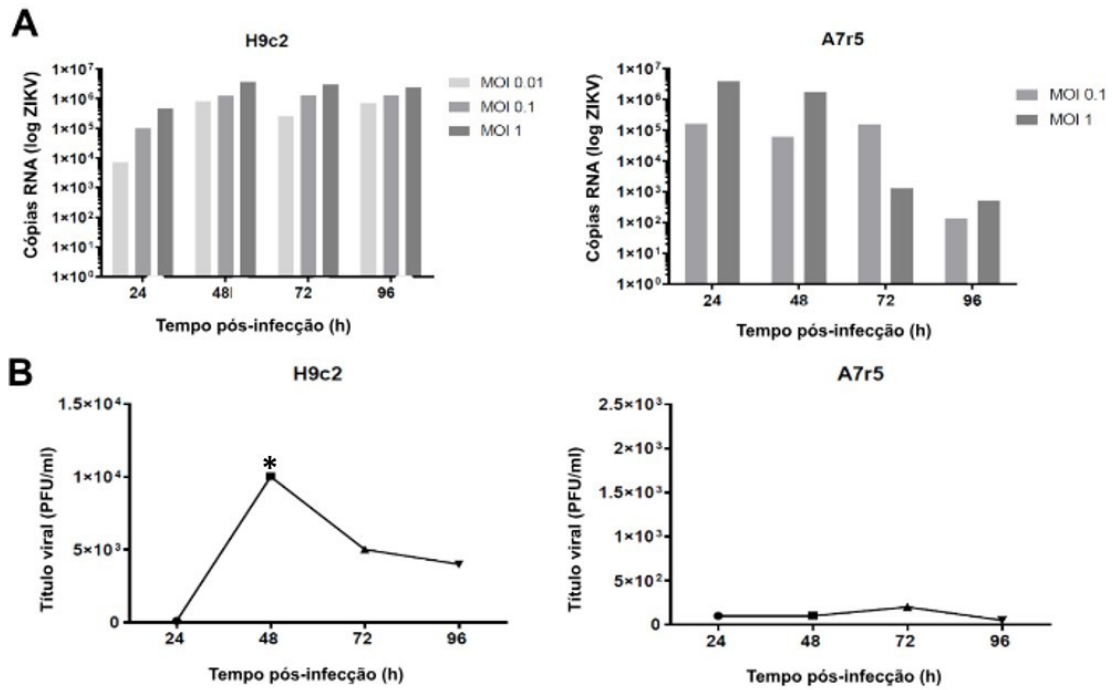 A
H9c2
Cópias RNA (log ZIKV)
1×10⁷
1×10⁶
1×10⁵
1×10⁴
1×10³
1×10²
1×10¹
1×10⁰
24
48
72
96
Tempo pós-infecção (h)
MOI 0.01
MOI 0.1
MOI 1
A7r5
Cópias RNA (log ZIKV)
1×10⁷
1×10⁶
1×10⁵
1×10⁴
1×10³
1×10²
1×10¹
1×10⁰
24
48
72
96
Tempo pós-infecção (h)
MOI 0.1
MOI 1
B
H9c2
Título viral (PFU/ml)
1.5×10⁴
1×10⁴
5×10³
0
*
24
48
72
96
Tempo pós-infecção (h)
A7r5
Título viral (PFU/ml)
2.5×10³
2×10³
1×10³
1×10³
5×10²
0
24
48
72
96
Tempo pós-infecção (h)